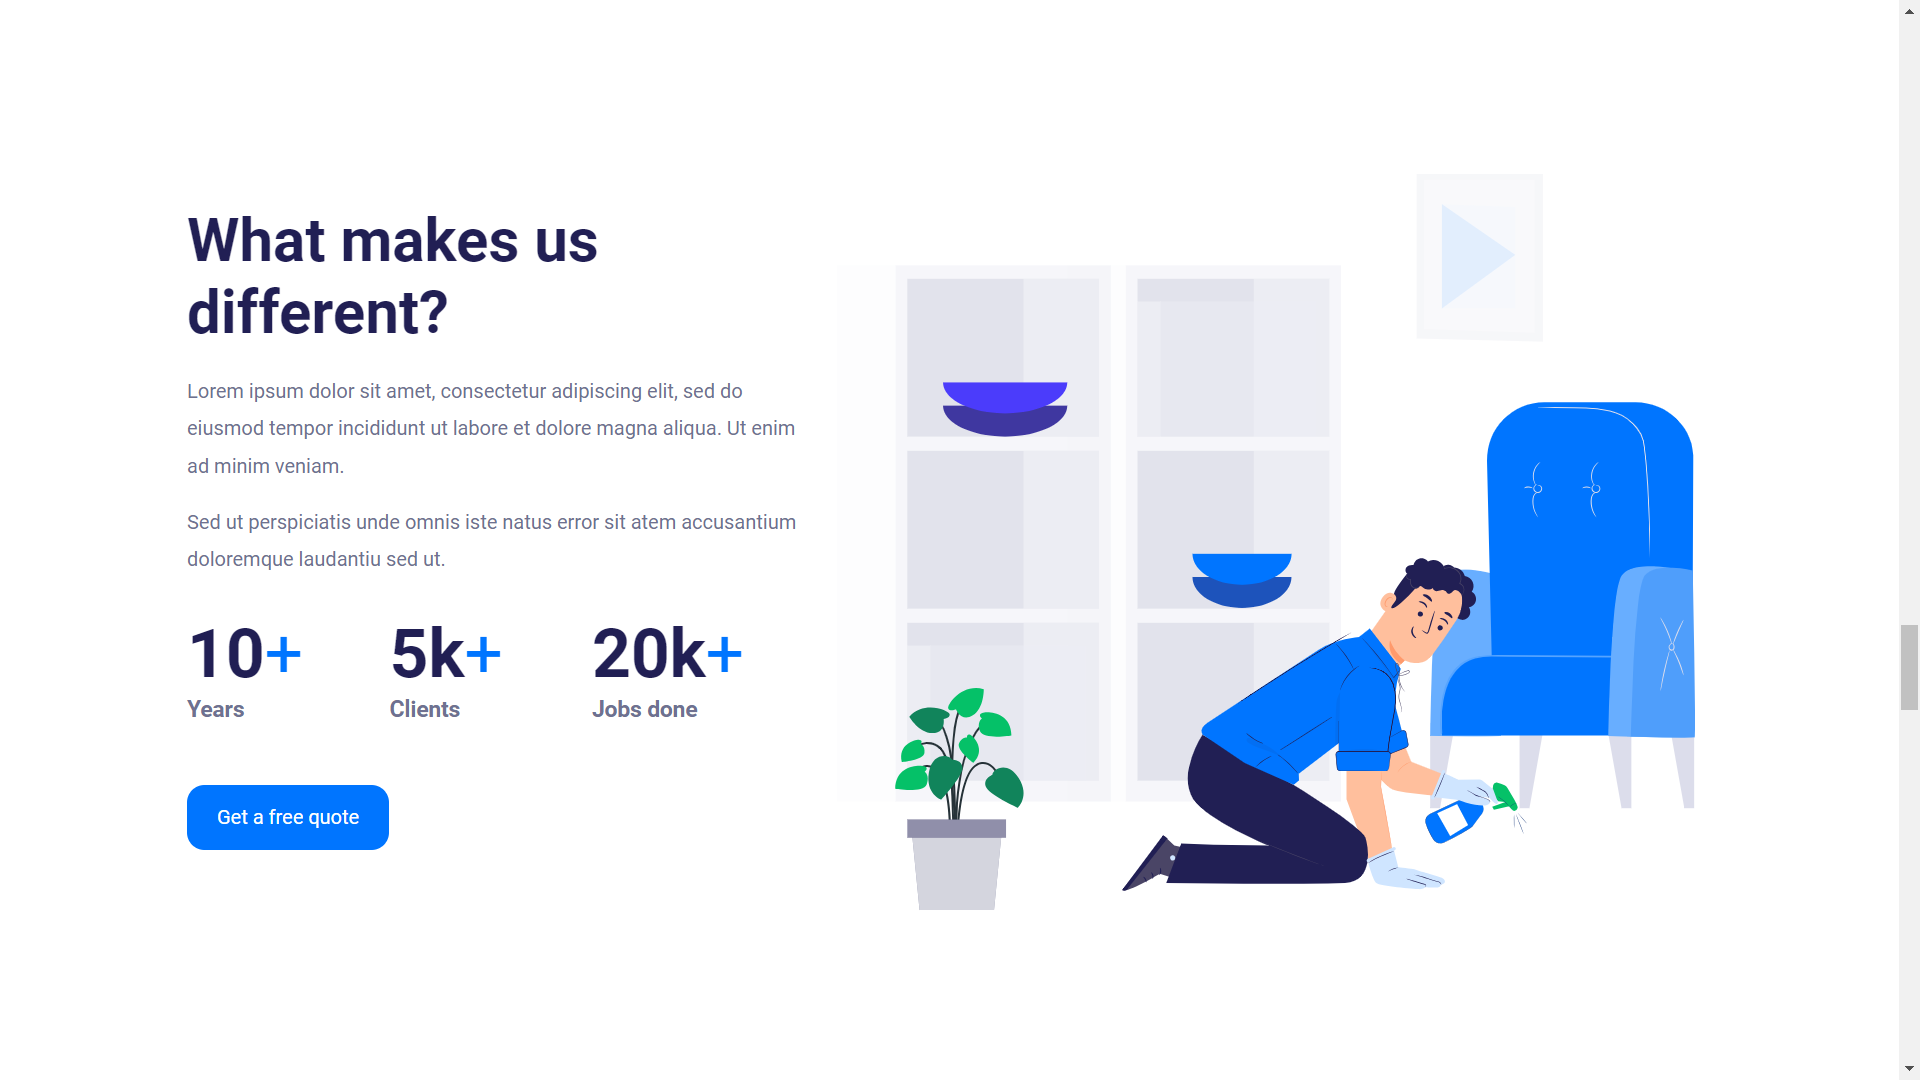 What makes us
different?
Lorem ipsum dolor sit amet, consectetur adipiscing elit, sed do
eiusmod tempor incididunt ut labore et dolore magna aliqua. Ut enim
ad minim veniam.
Sed ut perspiciatis unde omnis iste natus error sit atem accusantium
doloremque laudantiu sed ut.
10+ 5k+ 20k+
Years Clients Jobs done
Get a free quote